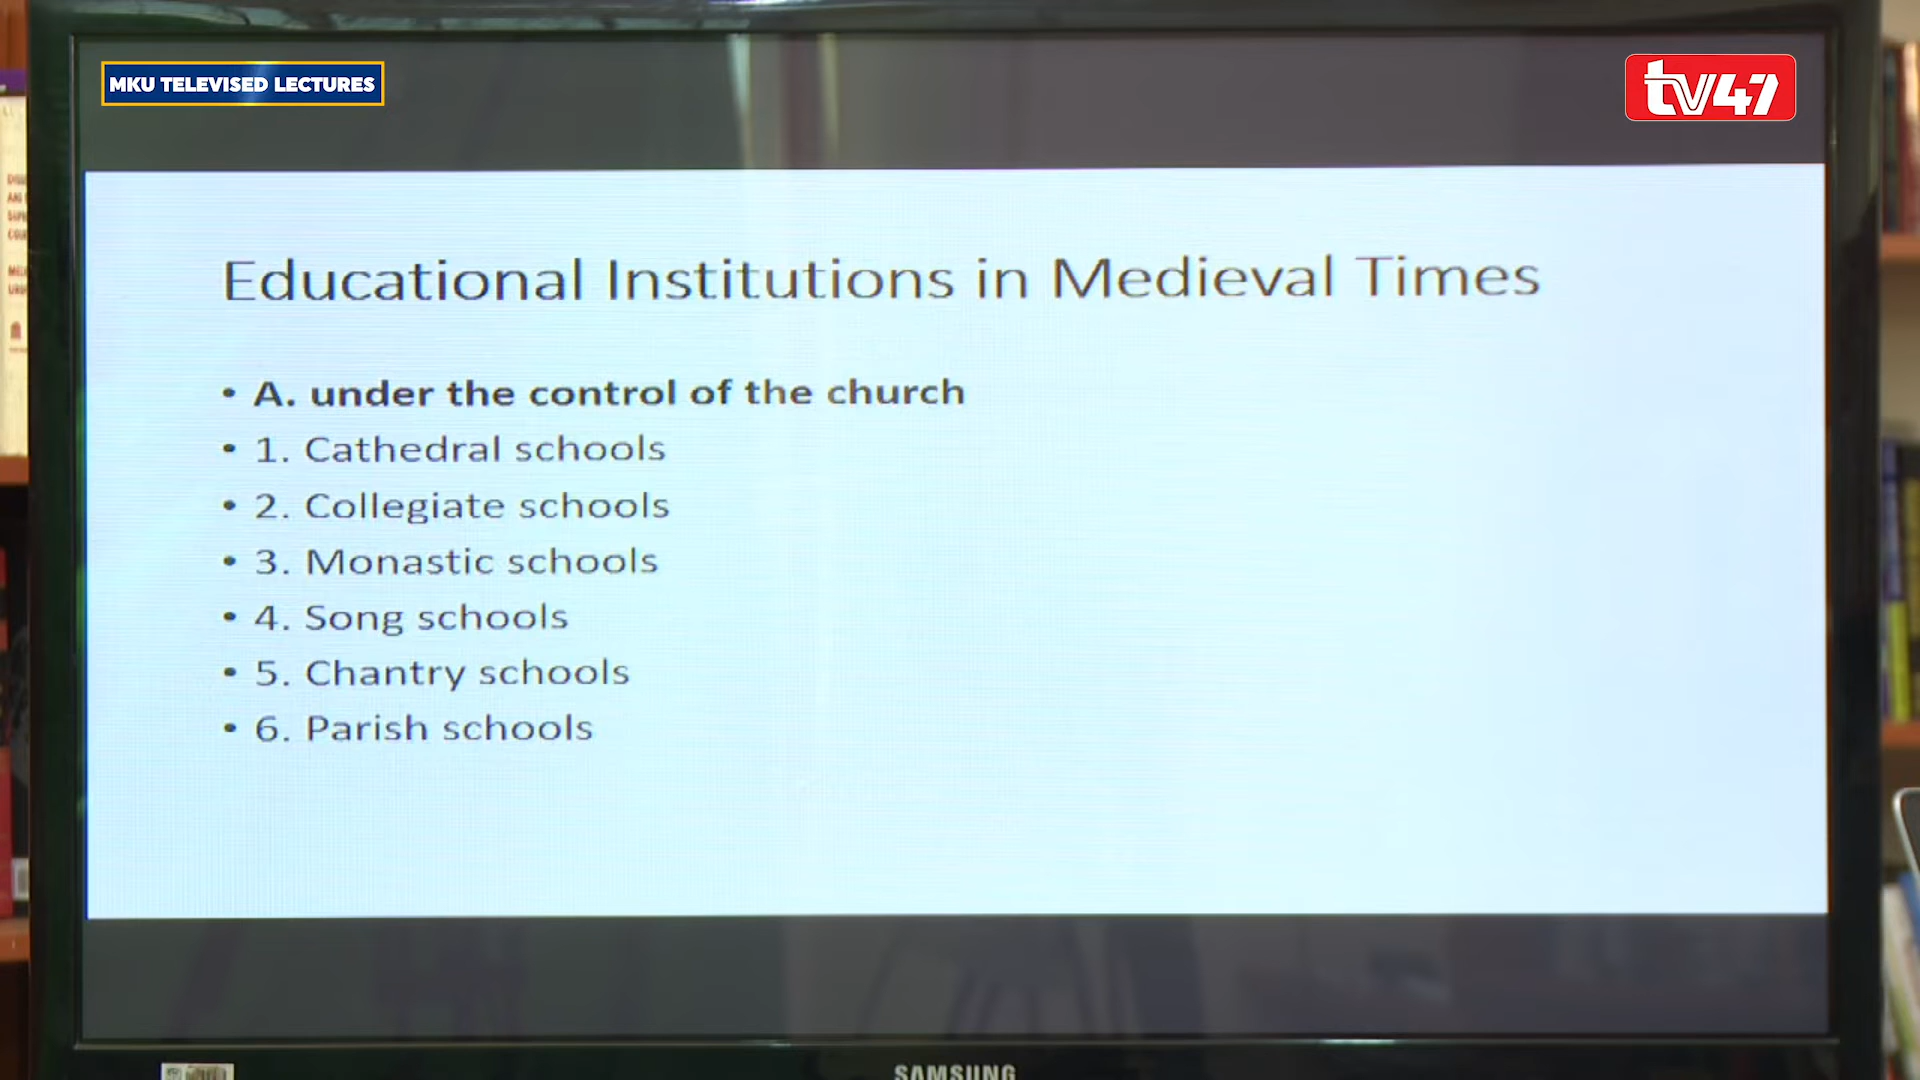 MKU TELEVISED LECTURES
tv47
Educational Institutions in Medieval Times
• A. under the control of the church
• 1. Cathedral schools
• 2. Collegiate schools
• 3. Monastic schools
• 4. Song schools
• 5. Chantry schools
• 6. Parish schools
SAMSUNG